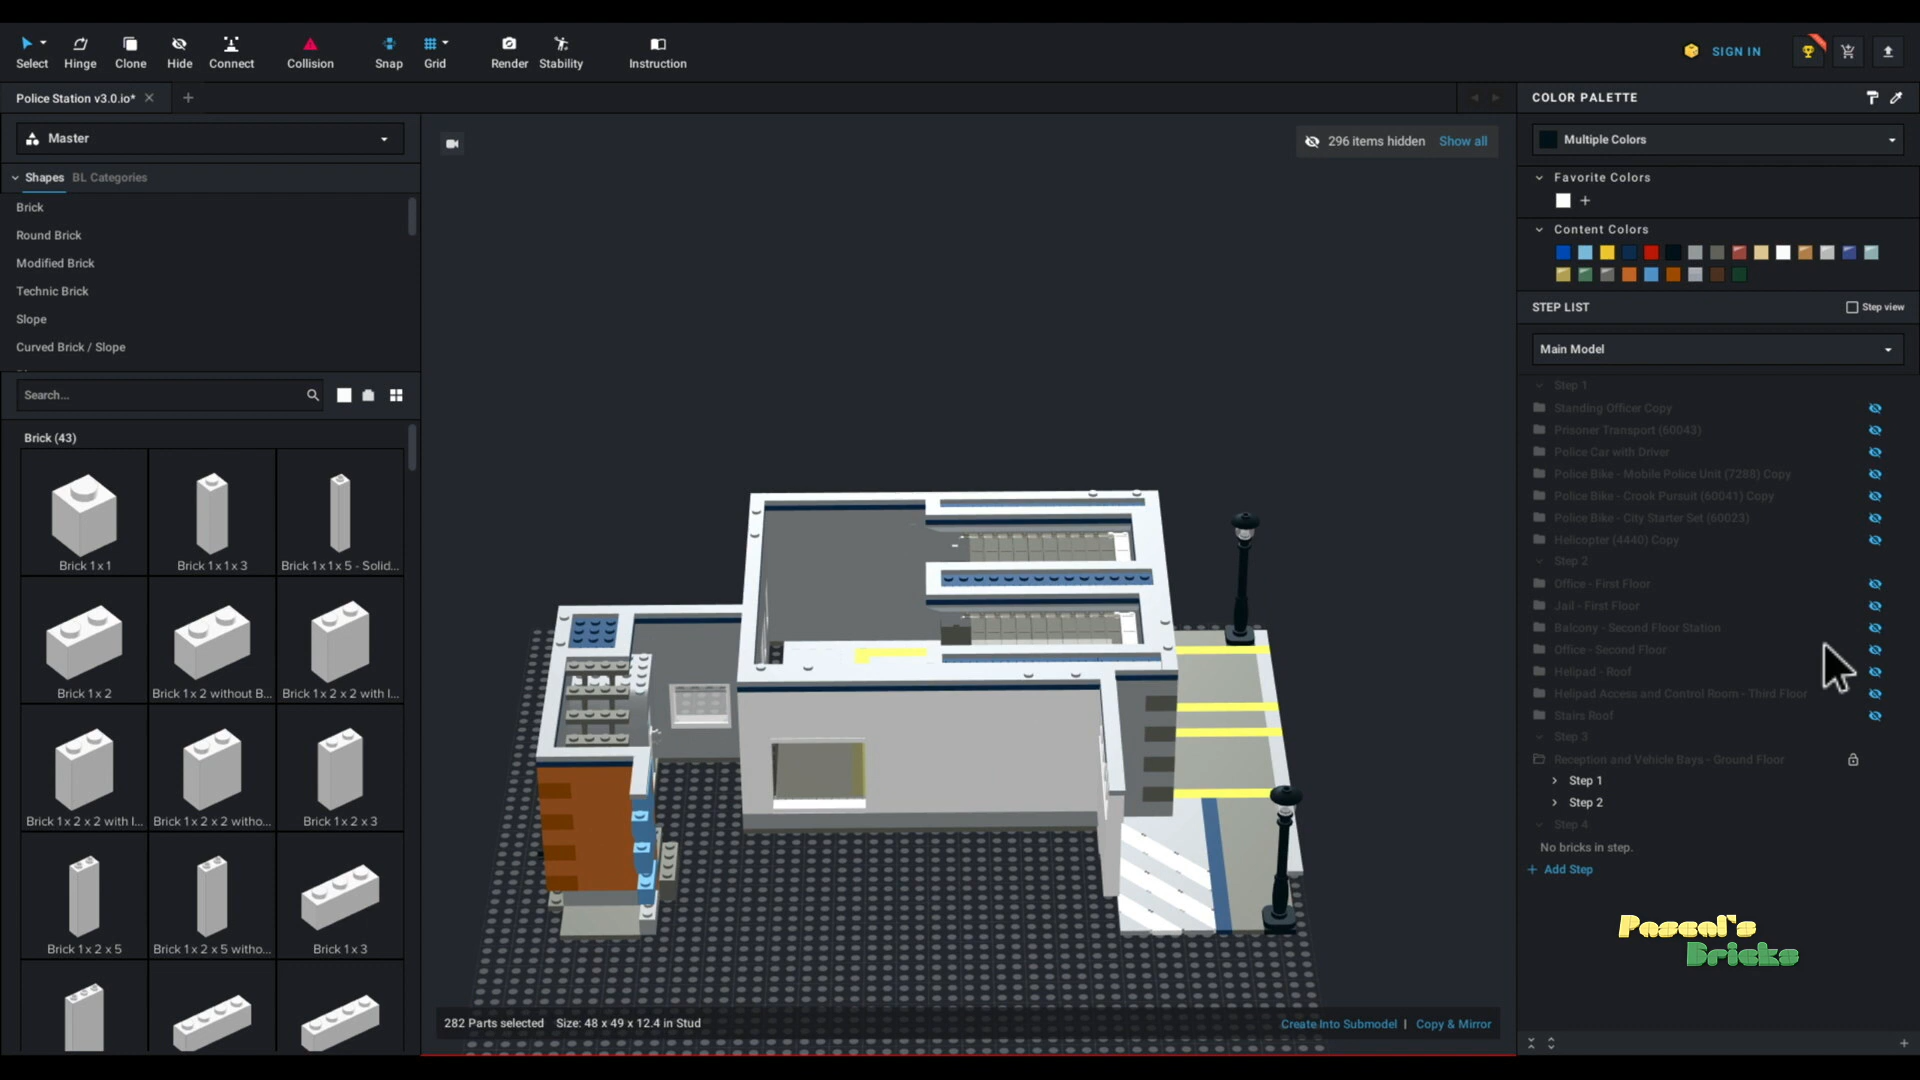 Select
Hinge
Clone
Hide
Connect
Collision
Snap
Grid
Render
Stability
Instruction
SIGN IN
Police Station v3.0.io*
Master
Shapes BL Categories
Brick
Round Brick
Modified Brick
Technic Brick
Slope
Curved Brick / Slope
Search...
Brick (43)
Brick 1 x 1
Brick 1 x 1 x 3
Brick 1 x 1 x 5 - Solid...
Brick 1 x 2
Brick 1 x 2 without B...
Brick 1 x 2 x 2 with I...
Brick 1 x 2 x 2 with I...
Brick 1 x 2 x 2 witho...
Brick 1 x 2 x 3
Brick 1 x 2 x 5
Brick 1 x 2 x 5 witho...
Brick 1 x 3
296 items hidden Show all
282 Parts selected Size: 48 x 49 x 12.4 in Stud
Create Into Submodel | Copy & Mirror
COLOR PALETTE
Multiple Colors
Favorite Colors
Content Colors
STEP LIST
Step view
Main Model
Step 1
Standing Officer Copy
Prisoner Transport (60043)
Police Car with Driver
Police Bike - Mobile Police Unit (7288) Copy
Police Bike - Crook Pursuit (60041) Copy
Police Bike - City Starter Set (60023)
Helicopter (4440) Copy
Step 2
Office - First Floor
Jail - First Floor
Balcony - Second Floor Station
Office - Second Floor
Helipad - Roof
Helipad Access and Control Room - Third Floor
Stairs Roof
Step 3
Reception and Vehicle Bays - Ground Floor
Step 1
Step 2
Step 4
No bricks in step.
+ Add Step
Pascal's
Bricks